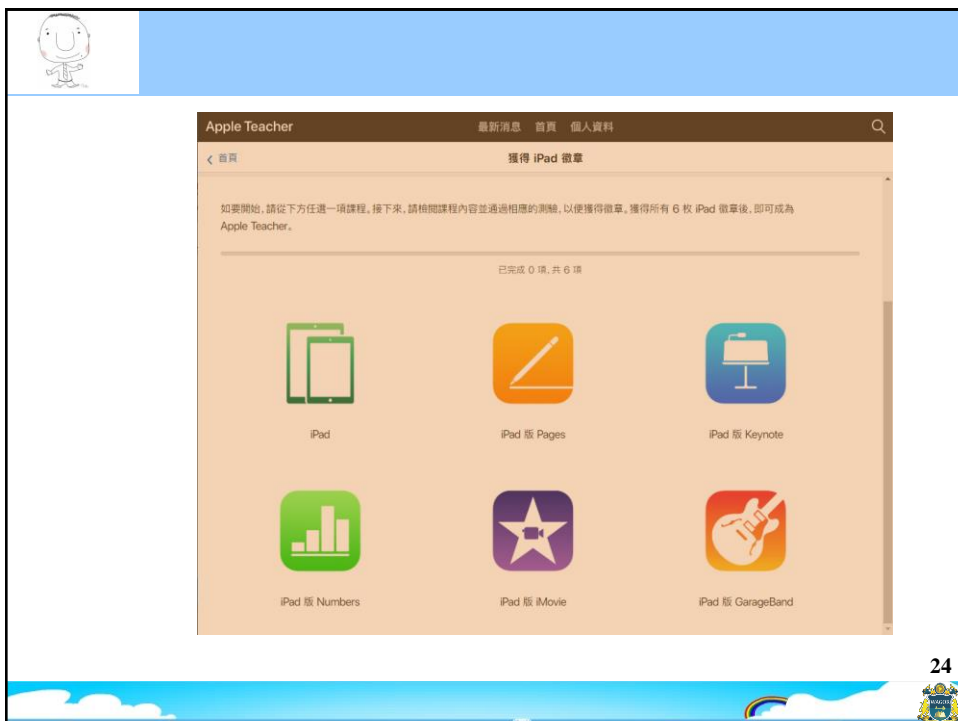 Apple Teacher
最新消息 首頁 個人資料
首頁
獲得 iPad 徽章
如要開始，請從下方任選一項課程。接下來，請檢閱課程內容並通過相應的測驗，以便獲得徽章。獲得所有 6 枚 iPad 徽章後，即可成為
Apple Teacher。
已完成 0 項，共 6 項
iPad
iPad 版 Pages
iPad 版 Keynote
iPad 版 Numbers
iPad 版 iMovie
iPad 版 GarageBand
24